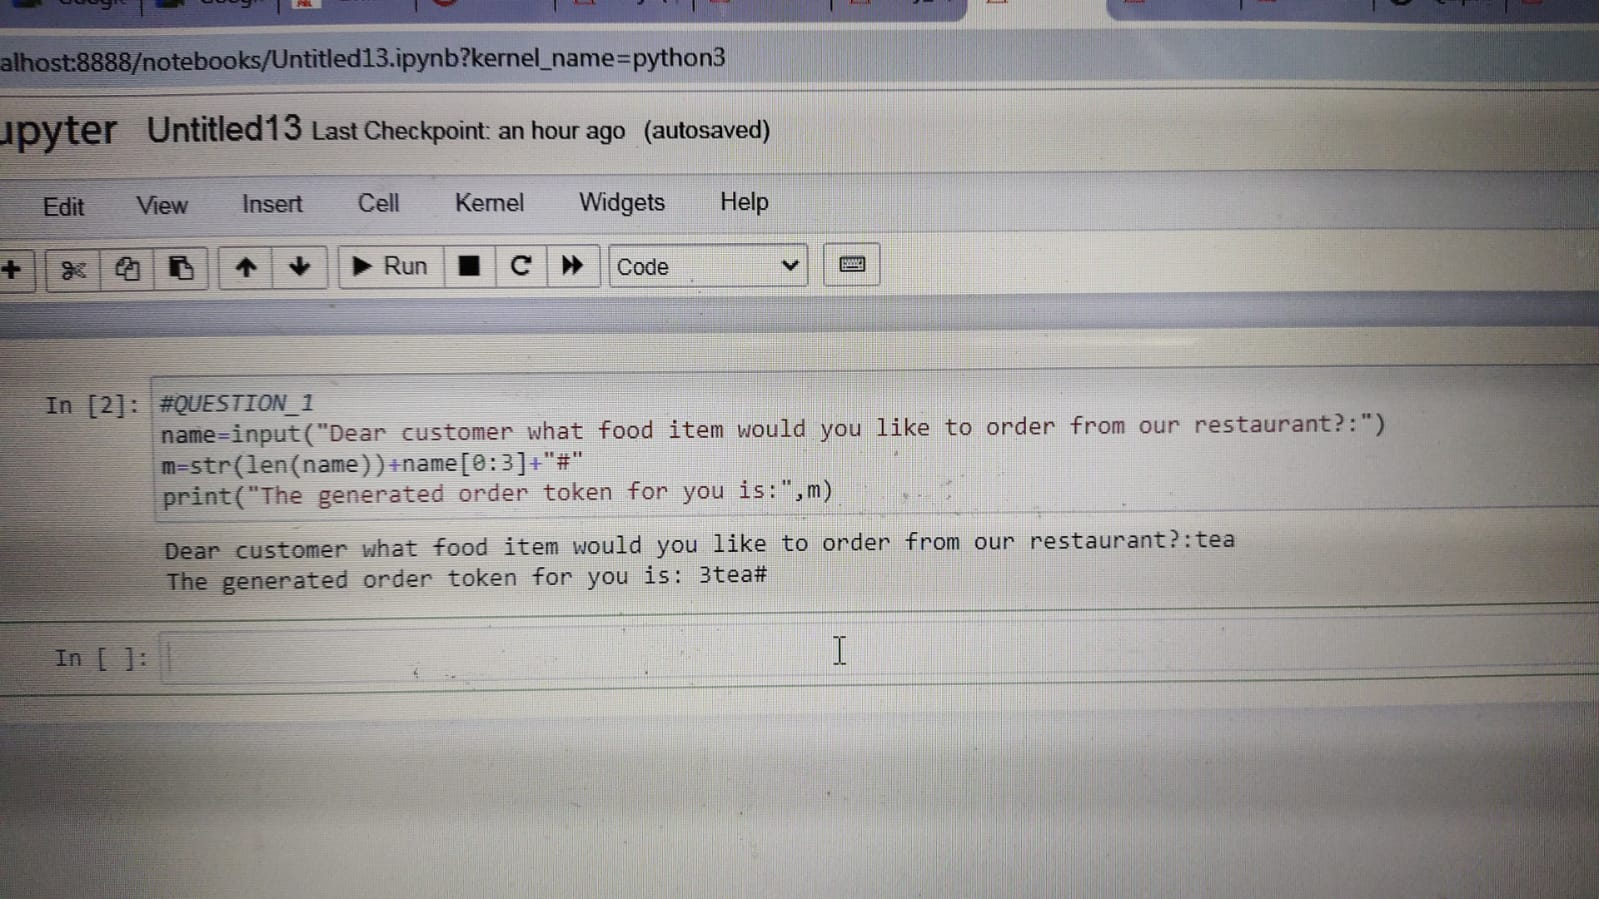 alhost:8888/notebooks/Untitled13.ipynb?kernel_name=python3
upyter Untitled13 Last Checkpoint: an hour ago (autosaved)
Edit View Insert Cell Kernel Widgets Help
Run Code
In [2]: #QUESTION_1
name=input("Dear customer what food item would you like to order from our restaurant?:")
m=str(len(name))+name[0:3]+"#"
print("The generated order token for you is:",m)
Dear customer what food item would you like to order from our restaurant?:tea
The generated order token for you is: 3tea#
In [ ]: